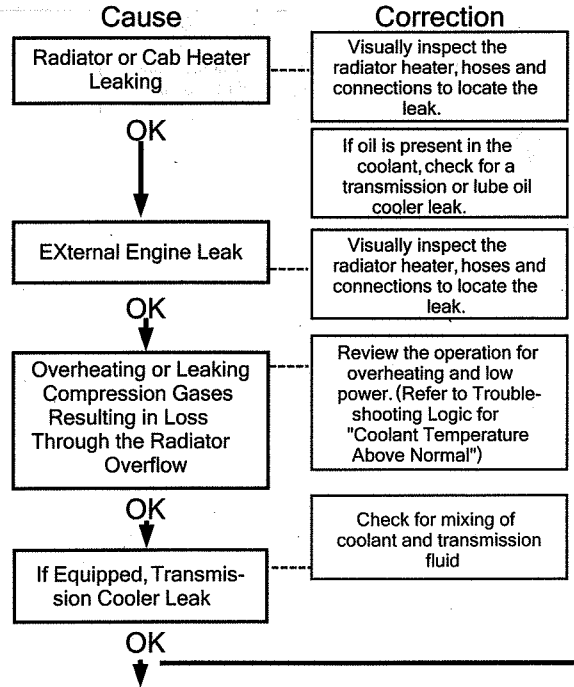 Cause
Correction
Radiator or Cab Heater
Leaking
Visually inspect the
radiator heater, hoses and
connections to locate the
leak.
OK
If oil is present in the
coolant, check for a
transmission or lube oil
cooler leak.
EXternal Engine Leak
Visually inspect the
radiator heater, hoses and
connections to locate the
leak.
OK
Overheating or Leaking
Compression Gases
Resulting in Loss
Through the Radiator
Overflow
Review the operation for
overheating and low
power. (Refer to Trouble-
shooting Logic for
"Coolant Temperature
Above Normal")
OK
If Equipped, Transmis-
sion Cooler Leak
Check for mixing of
coolant and transmission
fluid
OK